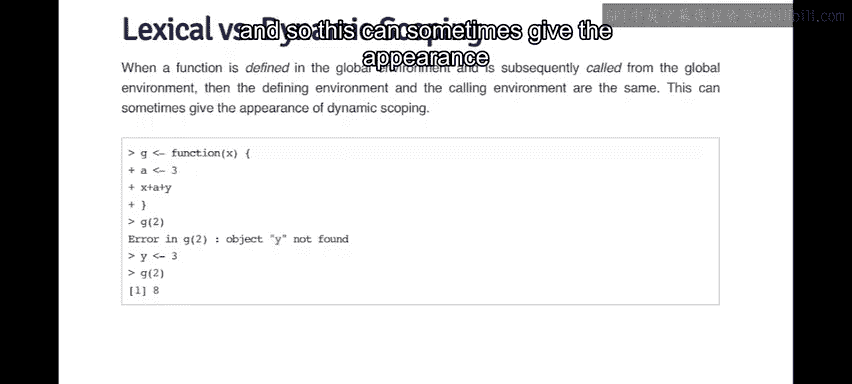 Lexical vs. Dynamic Scoping
and so this can sometimes give the
appearance
When a function is defined in the global environment and is subsequently called from the global
environment, then the defining environment and the calling environment are the same. This can
sometimes give the appearance of dynamic scoping.
> g <- function(x) {
+ a <- 3
+ x+a+y
+ }
> g(2)
Error in g(2) : object "y" not found
> y <- 3
> g(2)
[1] 8